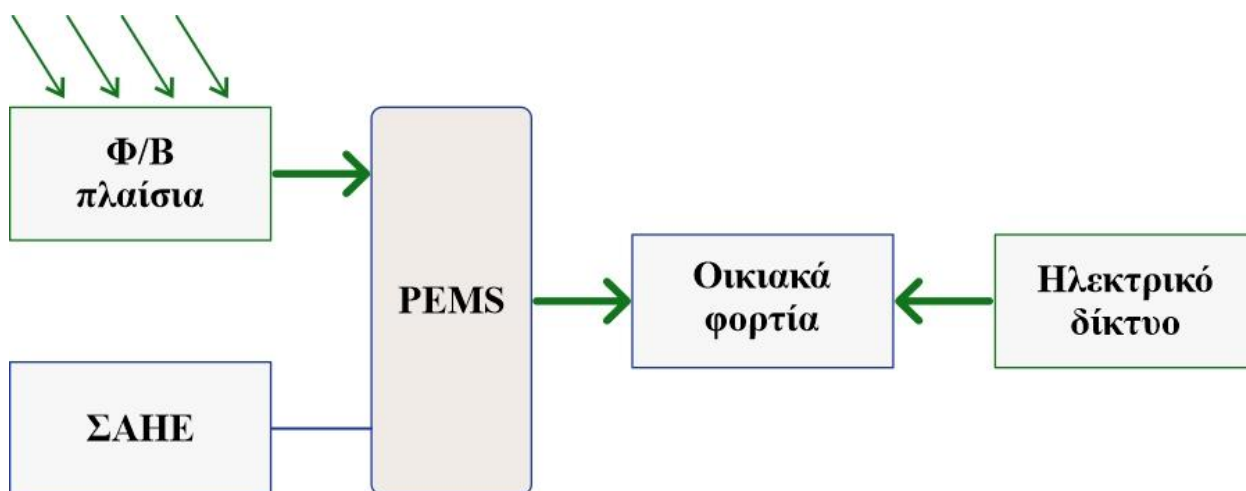 Φ/Β
πλαίσια
ΣΑΗΕ
PEMS
Οικιακά
φορτία
Ηλεκτρικό
δίκτυο